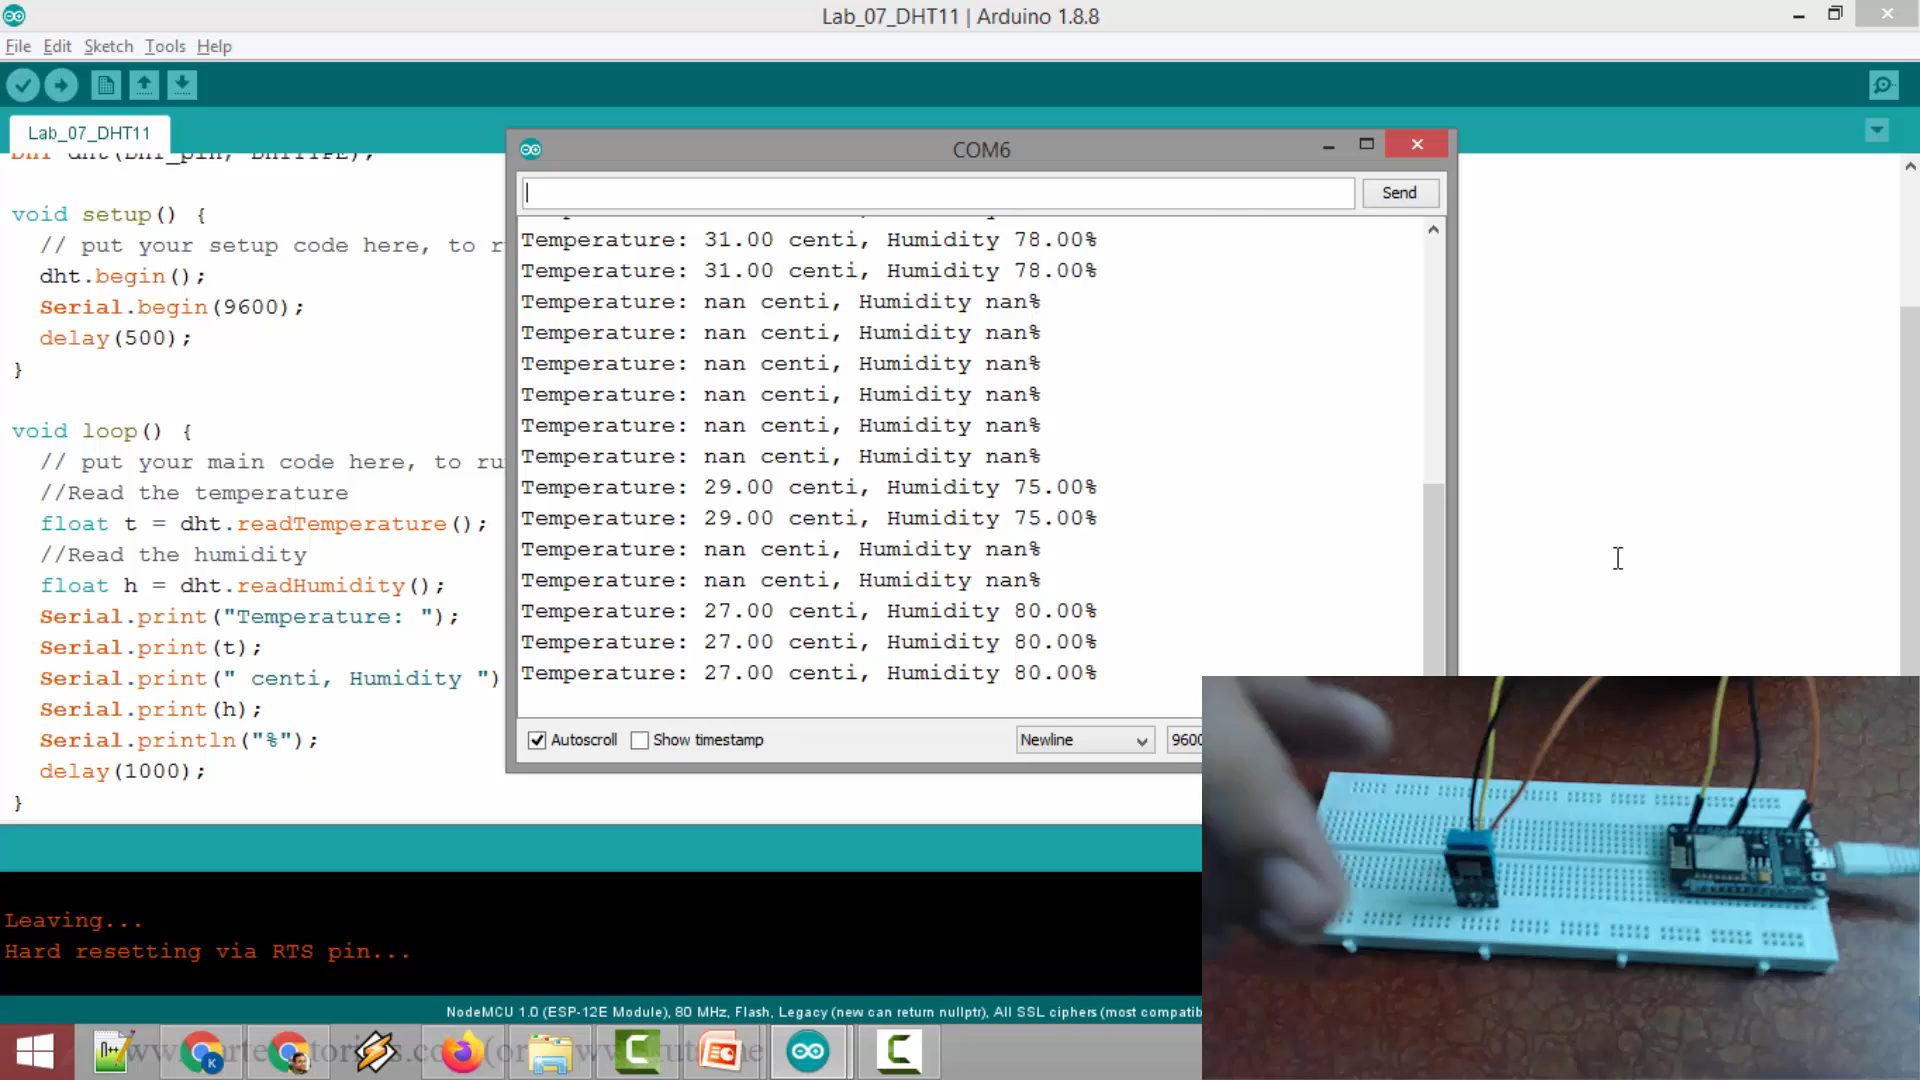 Lab_07_DHT11 | Arduino 1.8.8
File Edit Sketch Tools Help
Lab_07_DHT11
void setup() {
// put your setup code here, to r
dht.begin();
Serial.begin(9600);
delay(500);
}
void loop() {
// put your main code here, to ru
//Read the temperature
float t = dht.readTemperature();
//Read the humidity
float h = dht.readHumidity();
Serial.print("Temperature: ");
Serial.print(t);
Serial.print(" centi, Humidity ")
Serial.print(h);
Serial.println("%");
delay(1000);
}
COM6
Send
Temperature: 31.00 centi, Humidity 78.00%
Temperature: 31.00 centi, Humidity 78.00%
Temperature: nan centi, Humidity nan%
Temperature: nan centi, Humidity nan%
Temperature: nan centi, Humidity nan%
Temperature: nan centi, Humidity nan%
Temperature: nan centi, Humidity nan%
Temperature: nan centi, Humidity nan%
Temperature: 29.00 centi, Humidity 75.00%
Temperature: 29.00 centi, Humidity 75.00%
Temperature: nan centi, Humidity nan%
Temperature: nan centi, Humidity nan%
Temperature: 27.00 centi, Humidity 80.00%
Temperature: 27.00 centi, Humidity 80.00%
Temperature: 27.00 centi, Humidity 80.00%
Autoscroll Show timestamp Newline 9600
Leaving...
Hard resetting via RTS pin...
NodeMCU 1.0 (ESP-12E Module), 80 MHz, Flash, Legacy (new can return nullptr), All SSL ciphers (most compatib